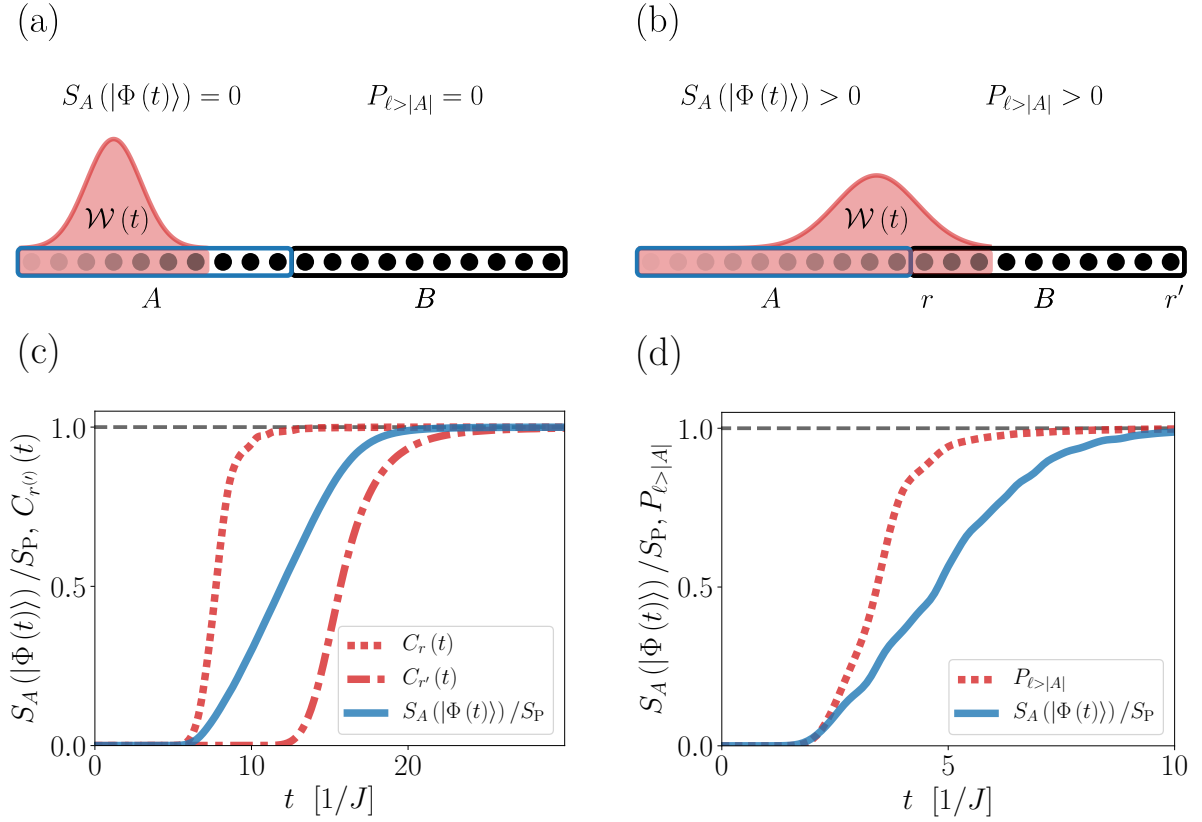 (a)
S_A (|Φ (t)⟩) = 0
P_{ℓ>|A|} = 0
𝒲 (t)
A
B
(b)
S_A (|Φ (t)⟩) > 0
P_{ℓ>|A|} > 0
𝒲 (t)
A
r
B
r′
(c)
S_A (|Φ (t)⟩) /S_P, C_{r^{(′)}} (t)
1.0
0.5
0.0
C_r (t)
C_{r′} (t)
S_A (|Φ (t)⟩) /S_P
0
10
20
t [1/J]
(d)
S_A (|Φ (t)⟩) /S_P, P_{ℓ>|A|}
1.0
0.5
0.0
P_{ℓ>|A|}
S_A (|Φ (t)⟩) /S_P
0
5
10
t [1/J]